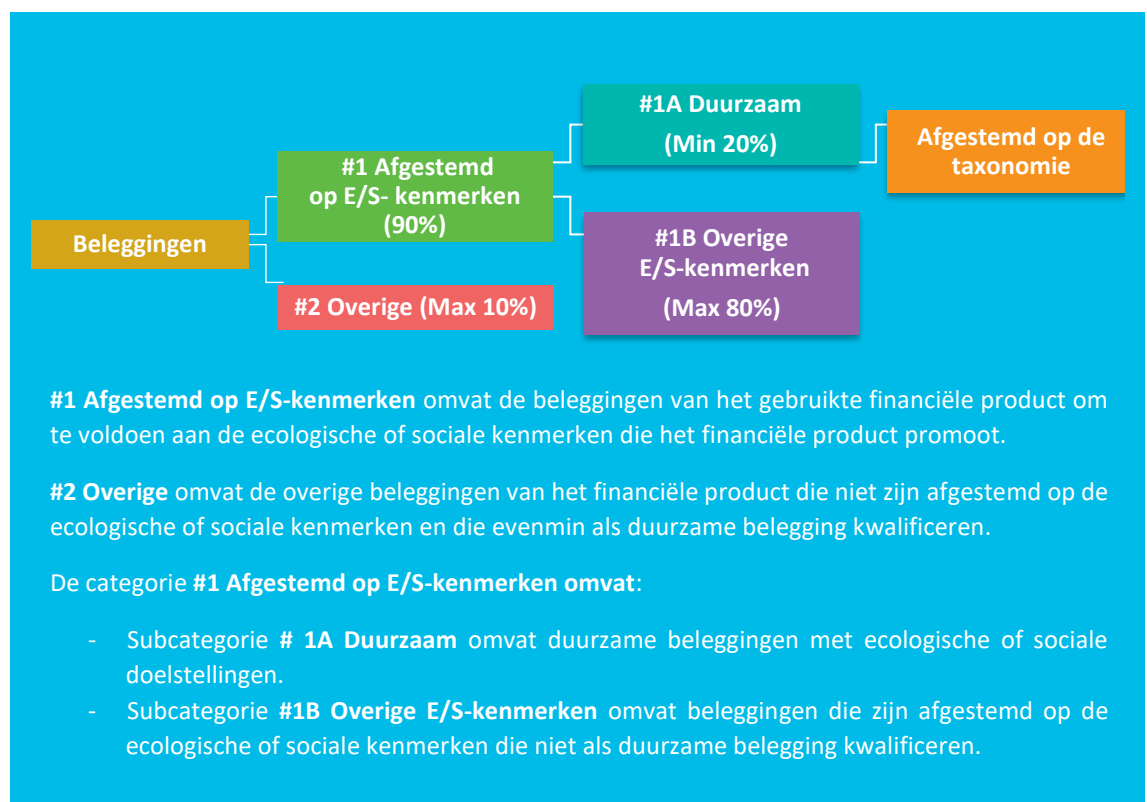 #1A Duurzaam
(Min 20%)
Afgestemd op de
taxonomie
#1 Afgestemd
op E/S- kenmerken
(90%)
Beleggingen
#1B Overige
E/S-kenmerken
(Max 80%)
#2 Overige (Max 10%)
#1 Afgestemd op E/S-kenmerken omvat de beleggingen van het gebruikte financiële product om
te voldoen aan de ecologische of sociale kenmerken die het financiële product promoot.
#2 Overige omvat de overige beleggingen van het financiële product die niet zijn afgestemd op de
ecologische of sociale kenmerken en die evenmin als duurzame belegging kwalificeren.
De categorie #1 Afgestemd op E/S-kenmerken omvat:
- Subcategorie # 1A Duurzaam omvat duurzame beleggingen met ecologische of sociale
doelstellingen.
- Subcategorie #1B Overige E/S-kenmerken omvat beleggingen die zijn afgestemd op de
ecologische of sociale kenmerken die niet als duurzame belegging kwalificeren.